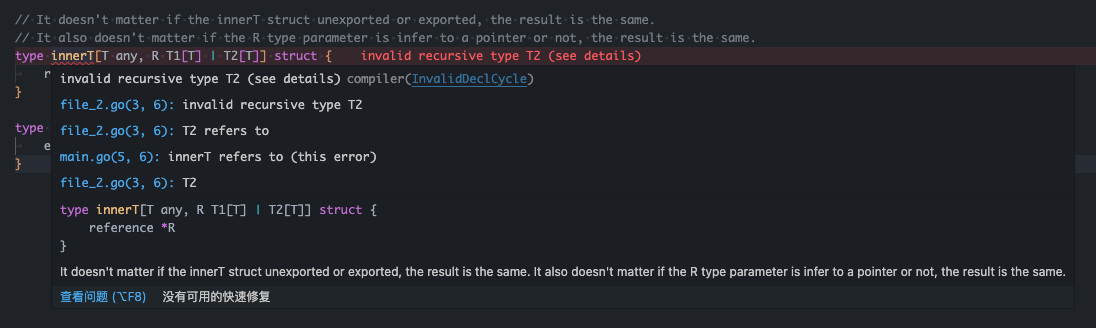 // It doesn't matter if the innerT struct unexported or exported, the result is the same.
// It also doesn't matter if the R type parameter is infer to a pointer or not, the result is the same.
type innerT[T any, R T1[T] | T2[T]] struct {    invalid recursive type T2 (see details)
r
invalid recursive type T2 (see details) compiler(InvalidDeclCycle)
}
file_2.go(3, 6): invalid recursive type T2
type
file_2.go(3, 6): T2 refers to
e
main.go(5, 6): innerT refers to (this error)
}
file_2.go(3, 6): T2
type innerT[T any, R T1[T] | T2[T]] struct {
    reference *R
}
It doesn't matter if the innerT struct unexported or exported, the result is the same. It also doesn't matter if the R type parameter is infer to a pointer or not, the result is the same.
查看问题 (⌥F8)    没有可用的快速修复